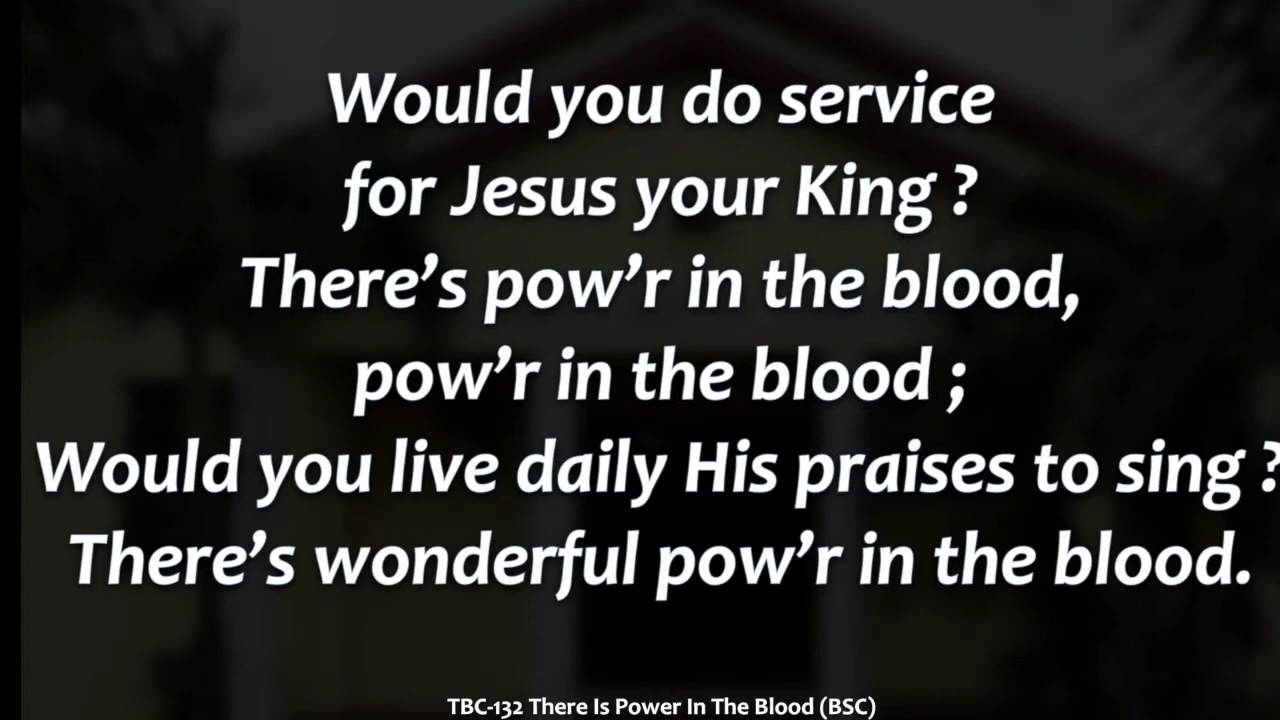 Would you do service
for Jesus your King ?
There’s pow’r in the blood,
pow’r in the blood ;
Would you live daily His praises to sing ?
There’s wonderful pow’r in the blood.
TBC-132 There Is Power In The Blood (BSC)